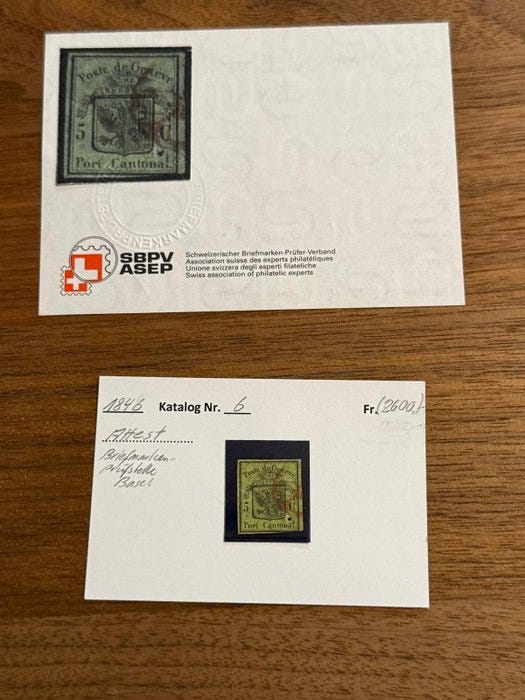 Poste de Genève
5 C
Port Cantonal
SBPV
ASEP
Schweizerischer Briefmarken-Prüfer-Verband
Association suisse des experts philatéliques
Unione svizzera degli esperti filateliche
Swiss association of philatelic experts
1846 Katalog Nr. 6 Fr. (2600.)
Attest
Briefmarken-
prüfstelle
Basel
Poste de Genève
5 C
Port Cantonal